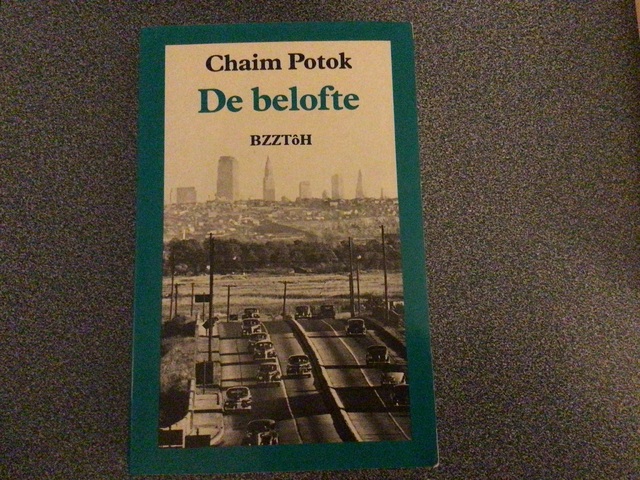 Chaim Potok
De belofte
BZZTôH